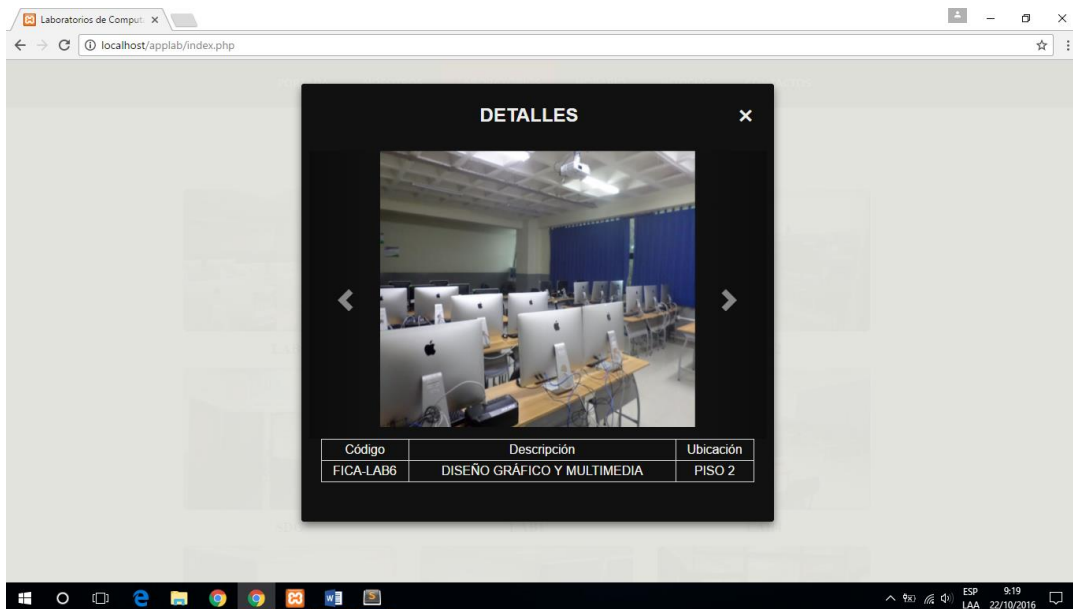 Laboratorios de Comput
localhost/applab/index.php
DETALLES
Código Descripción Ubicación
FICA-LAB6 DISEÑO GRÁFICO Y MULTIMEDIA PISO 2
ESP 9:19
LAA 22/10/2016